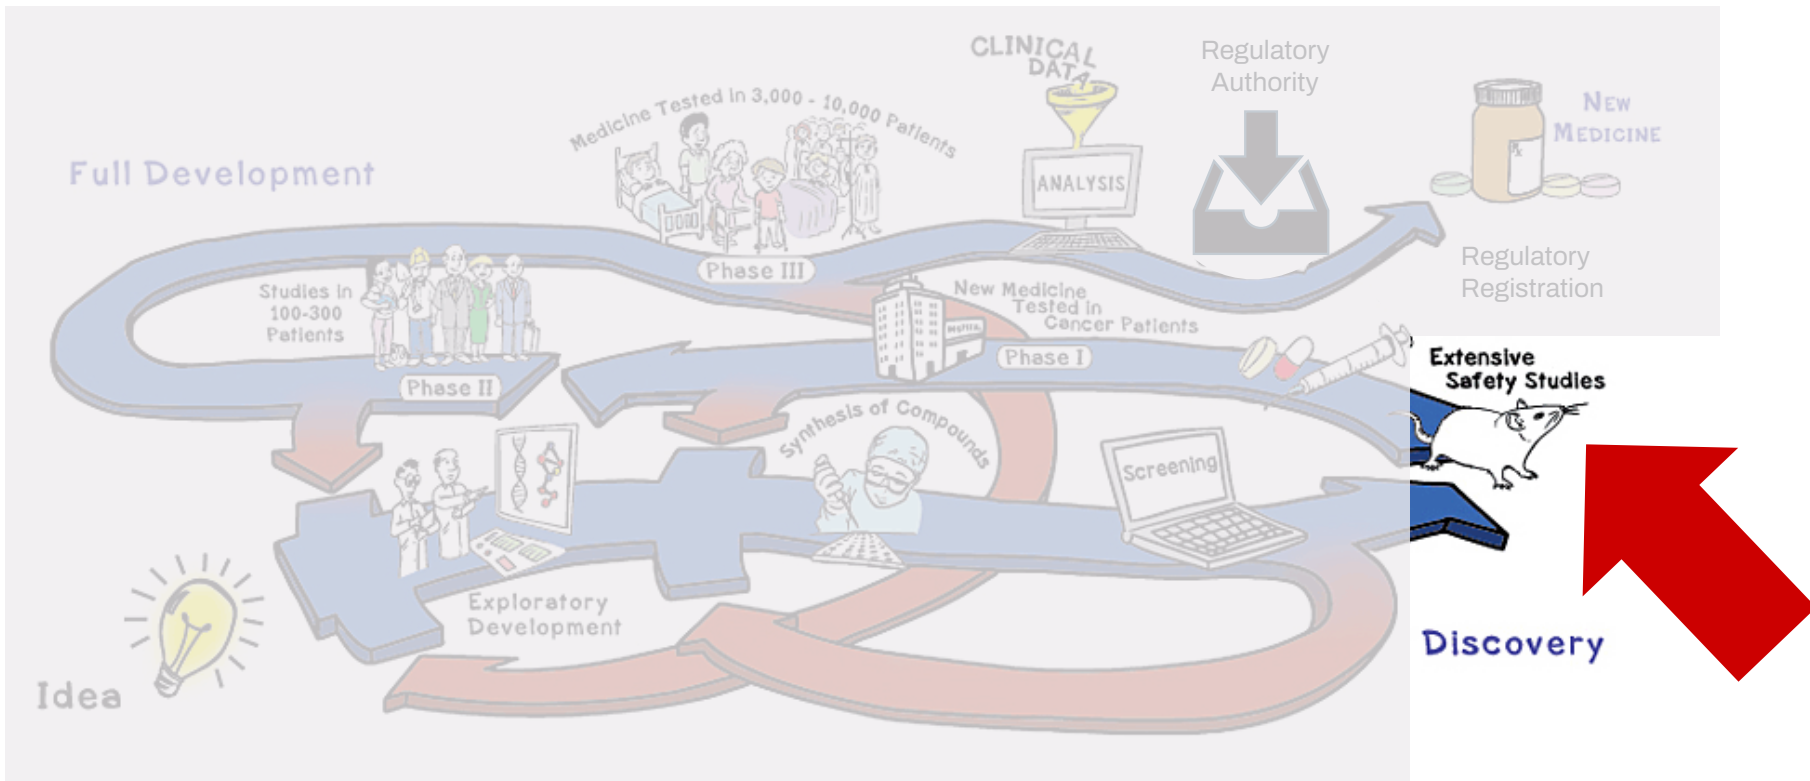 CLINICAL
DATA
Regulatory
Authority
NEW
MEDICINE
Medicine Tested in 3,000 - 10,000 Patients
Full Development
ANALYSIS
Rx
Phase III
Regulatory
Registration
Studies in
100-300
Patients
New Medicine
Tested in
Cancer Patients
Phase I
Phase II
Extensive
Safety Studies
Synthesis of Compounds
Screening
Exploratory
Development
Discovery
Idea